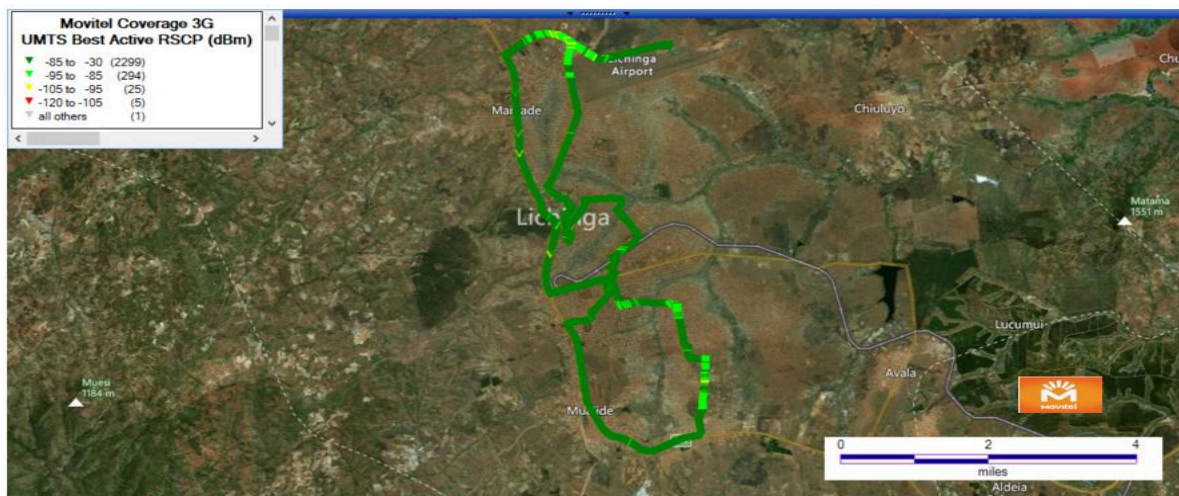 Movitel Coverage 3G
UMTS Best Active RSCP (dBm)
-85 to -30 (2299)
-95 to -85 (294)
-105 to -95 (25)
-120 to -105 (5)
all others (1)
Lichinga
Airport
Chiuluyo
Matama
1551 m
Lichinga
Lucumui
Avala
Muesi
1184 m
MOVITEL
0 2 4
miles
Aldeia